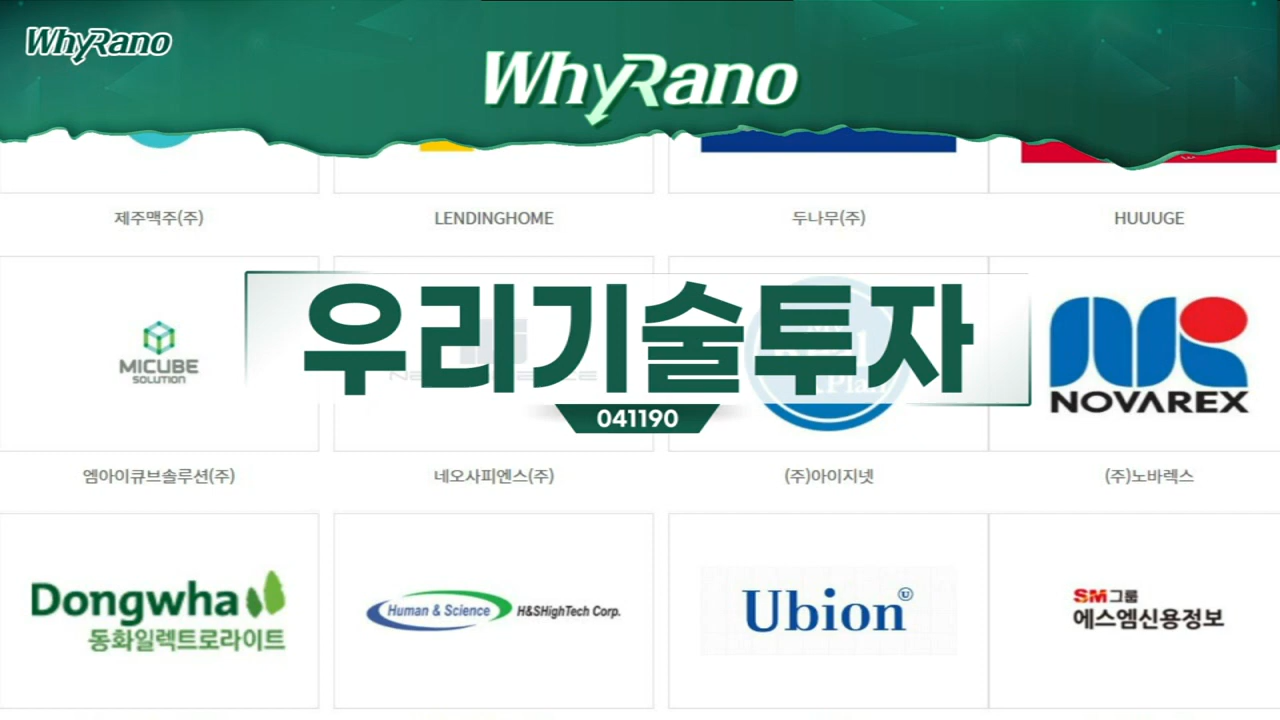 WhyRano
WhyRano
제주맥주(주)
LENDINGHOME
두나무(주)
HUUUGE
우리기술투자
041190
MICUBE
SOLUTION
Plan
NOVAREX
엠아이큐브솔루션(주)
네오사피엔스(주)
(주)아이지넷
(주)노바렉스
Dongwha
동화일렉트로라이트
Human & Science
H&SHighTech Corp.
Ubion
SM그룹
에스엠신용정보